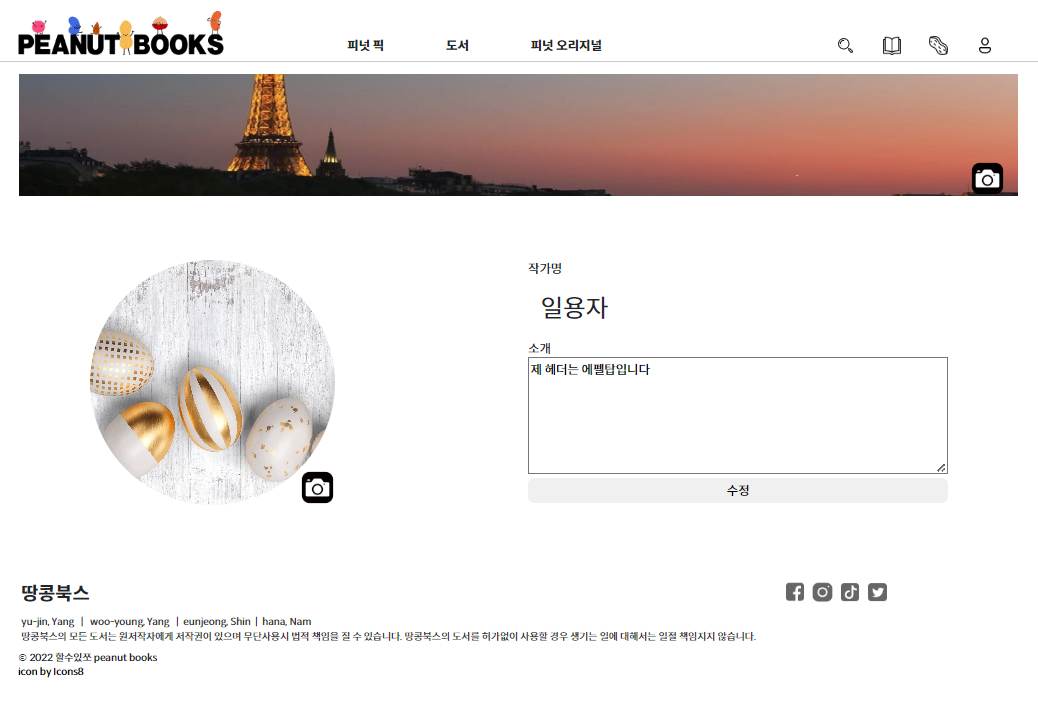 PEANUT BOOKS
피넛 픽 도서 피넛 오리지널
작가명
일용자
소개
제 헤더는 에펠탑입니다
수정
땅콩북스
yu-jin, Yang | woo-young, Yang | eunjeong, Shin | hana, Nam
땅콩북스의 모든 도서는 원저작자에게 저작권이 있으며 무단사용시 법적 책임을 질 수 있습니다. 땅콩북스의 도서를 허가없이 사용할 경우 생기는 일에 대해서는 일절 책임지지 않습니다.
© 2022 할수있쪼 peanut books
icon by Icons8